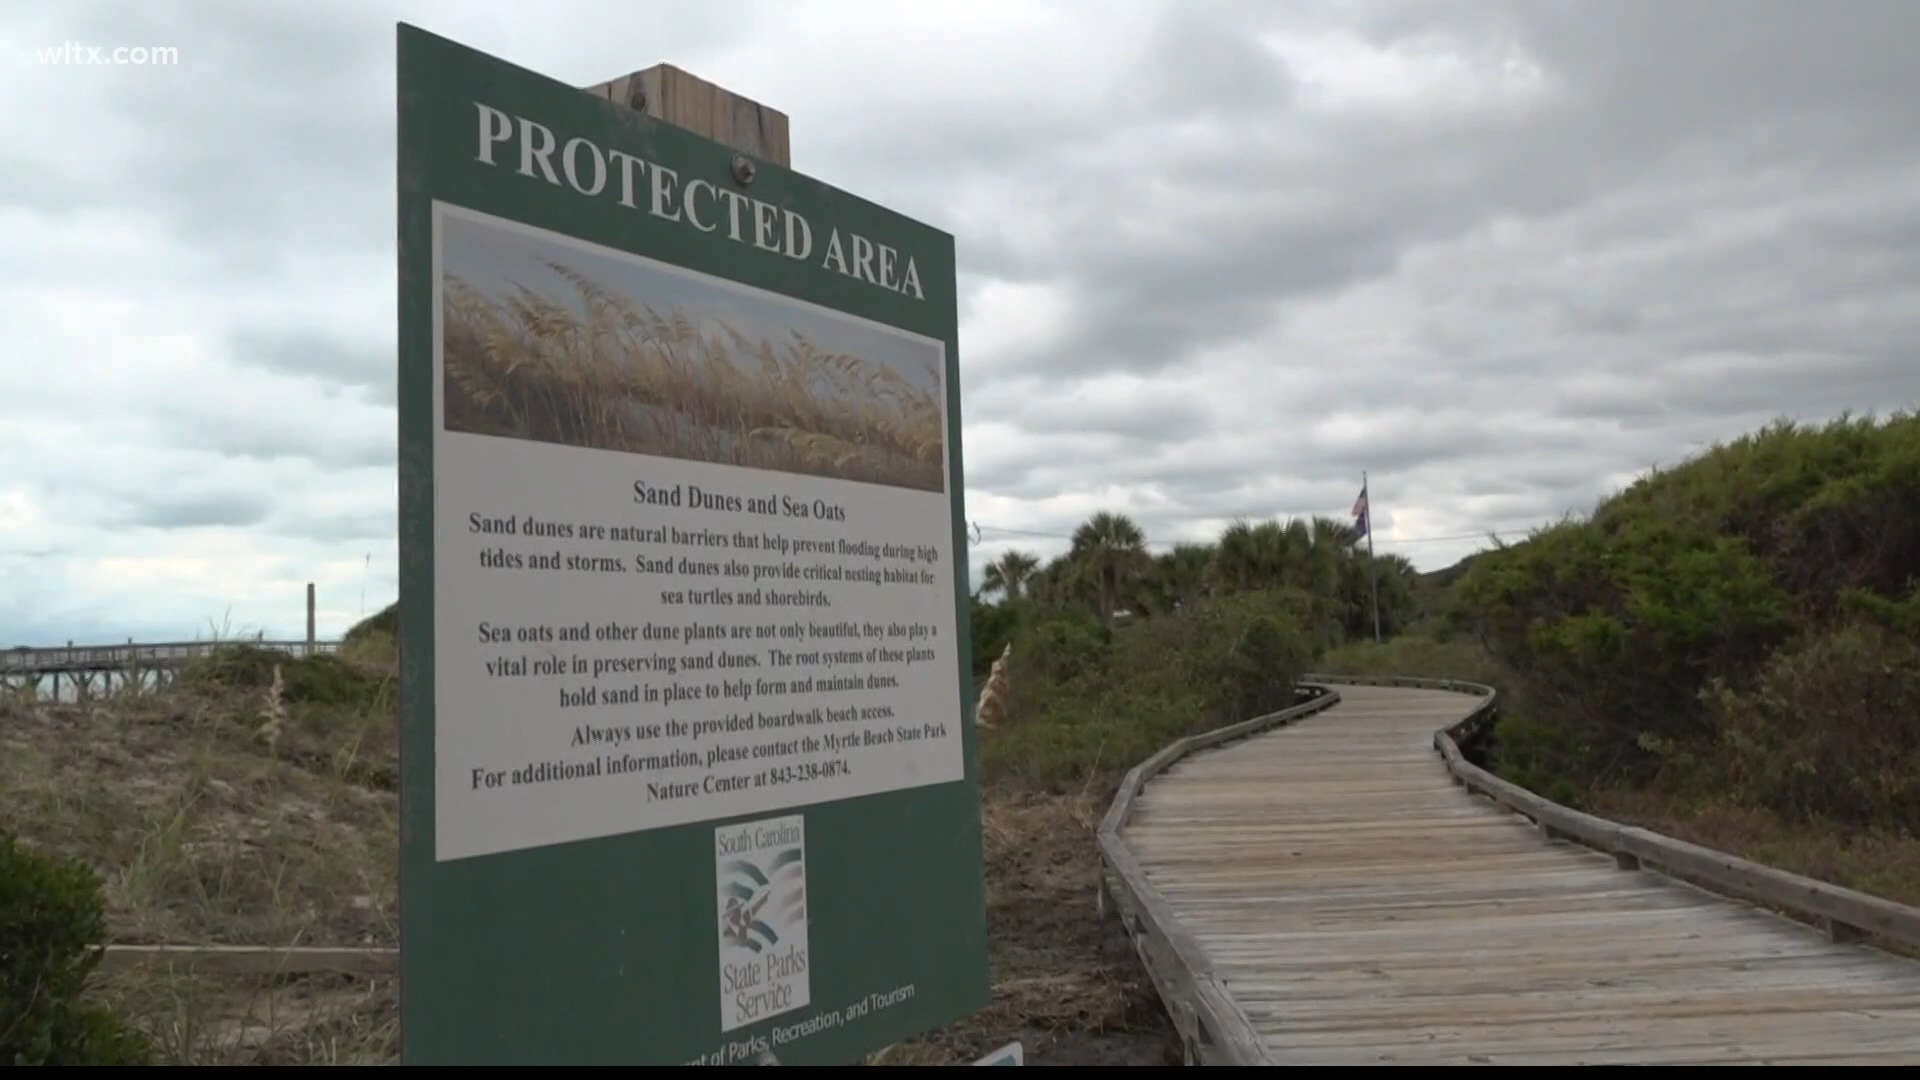 wltx.com
PROTECTED AREA
Sand Dunes and Sea Oats
Sand dunes are natural barriers that help prevent flooding during high
tides and storms. Sand dunes also provide critical nesting habitat for
sea turtles and shorebirds.
Sea oats and other dune plants are not only beautiful, they also play a
vital role in preserving sand dunes. The root systems of these plants
hold sand in place to help form and maintain dunes.
Always use the provided boardwalk beach access.
For additional information, please contact the Myrtle Beach State Park
Nature Center at 843-238-0874.
South Carolina
State Parks
Service
of Parks, Recreation, and Tourism